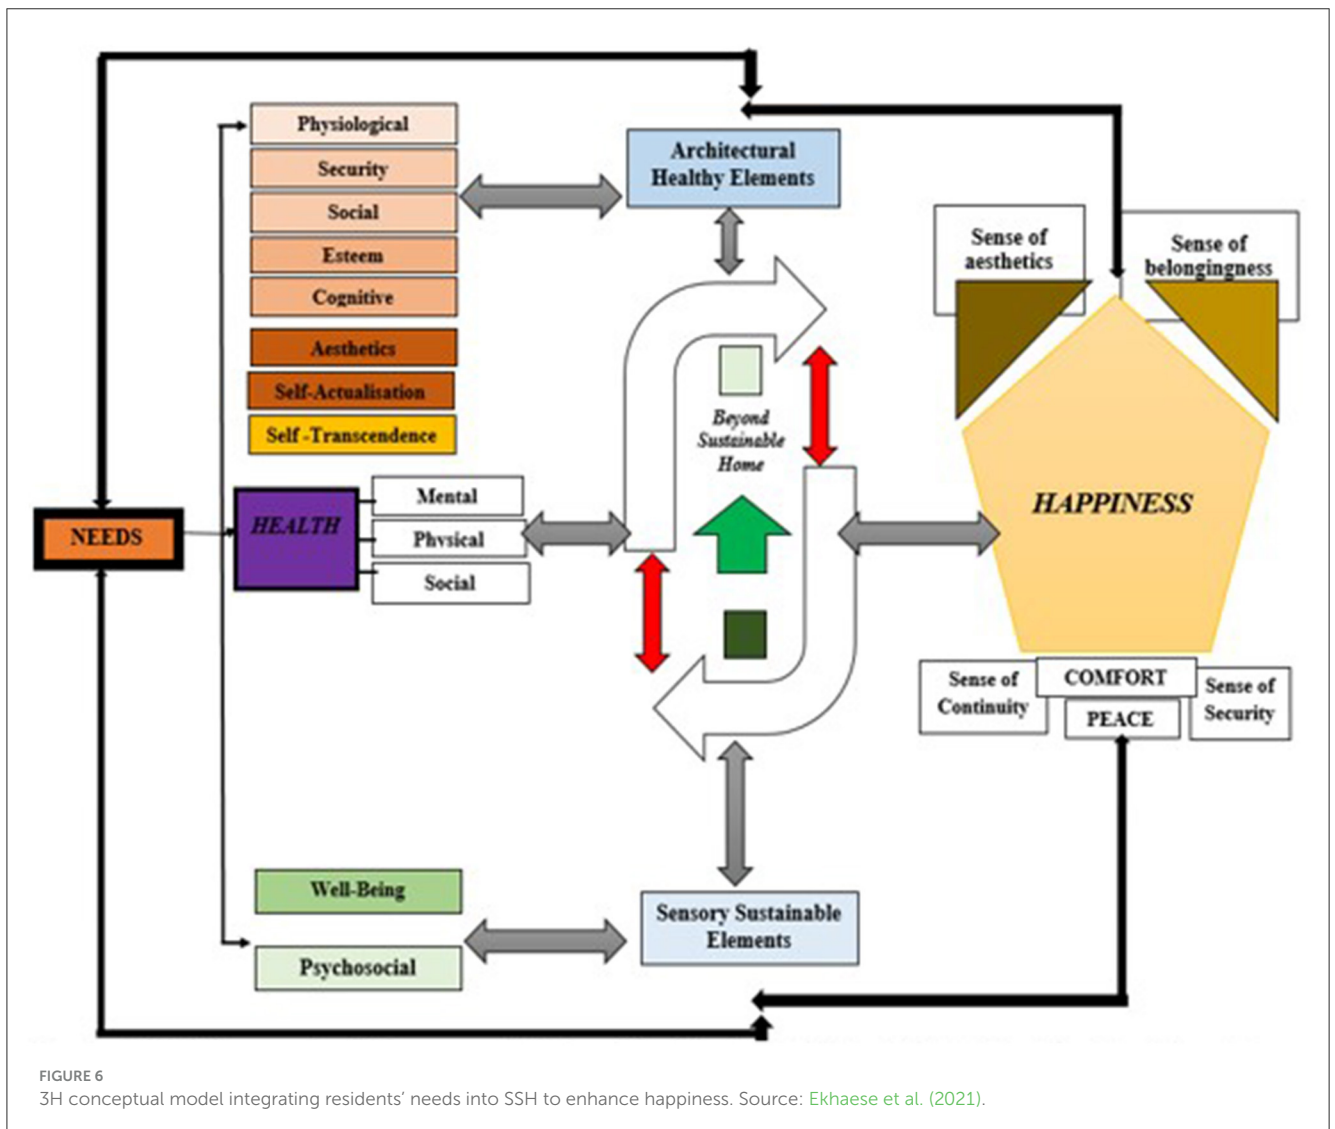 Physiological
Security
Social
Esteem
Cognitive
Aesthetics
Self-Actualisation
Self -Transcendence
Architectural
Healthy Elements
Sense of
aesthetics
Sense of
belongingness
Beyond
Sustainable
Home
NEEDS
HEALTH
Mental
Physical
Social
HAPPINESS
Sense of
Continuity
COMFORT
PEACE
Sense of
Security
Well-Being
Psychosocial
Sensory Sustainable
Elements
FIGURE 6
3H conceptual model integrating residents' needs into SSH to enhance happiness. Source: Ekhaese et al. (2021).